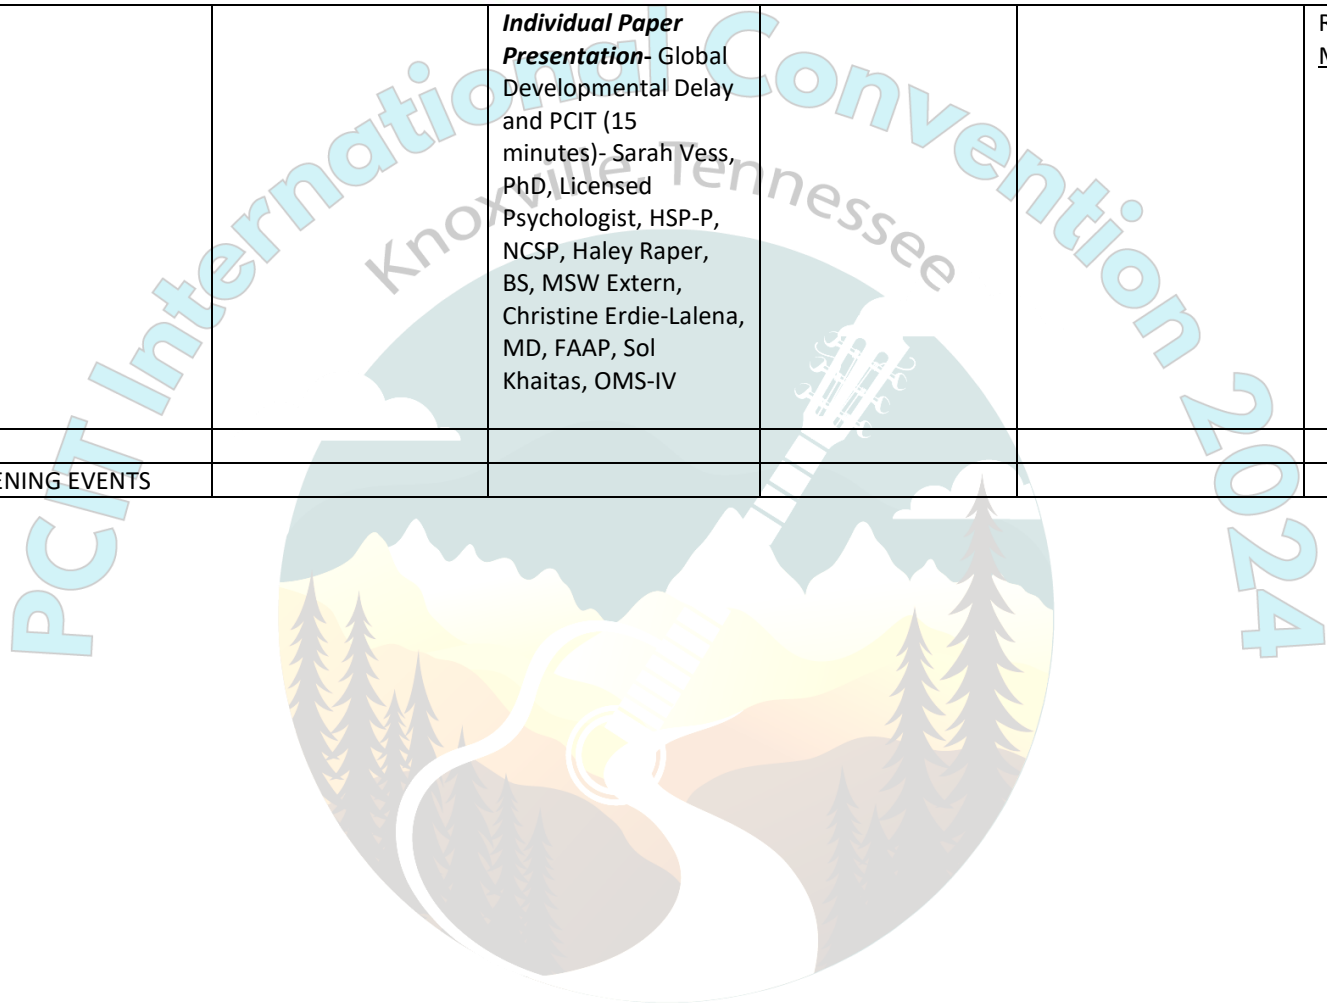 Individual Paper
Presentation- Global
Developmental Delay
and PCIT (15
minutes)- Sarah Vess,
PhD, Licensed
Psychologist, HSP-P,
NCSP, Haley Raper,
BS, MSW Extern,
Christine Erdie-Lalena,
MD, FAAP, Sol
Khaitas, OMS-IV
ENING EVENTS
PCIT International Convention 2024
Knoxville, Tennessee